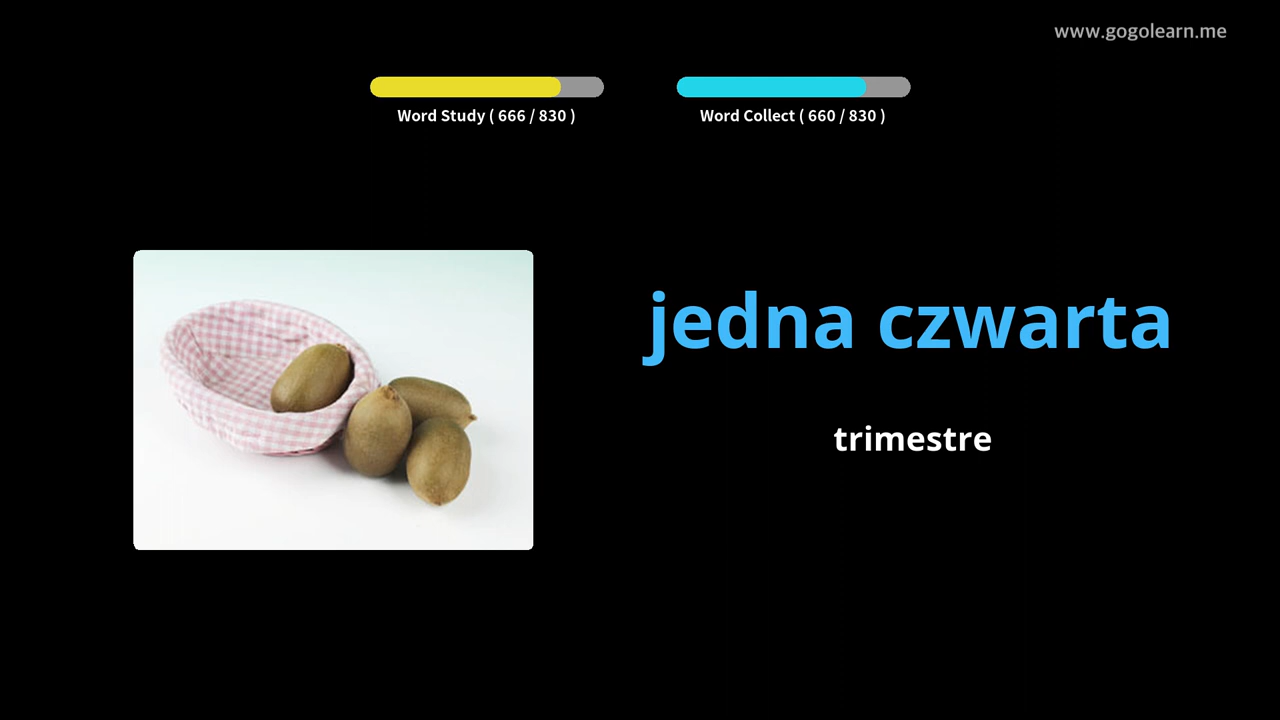 www.gogolearn.me
Word Study ( 666 / 830 )
Word Collect ( 660 / 830 )
jedna czwarta
trimestre